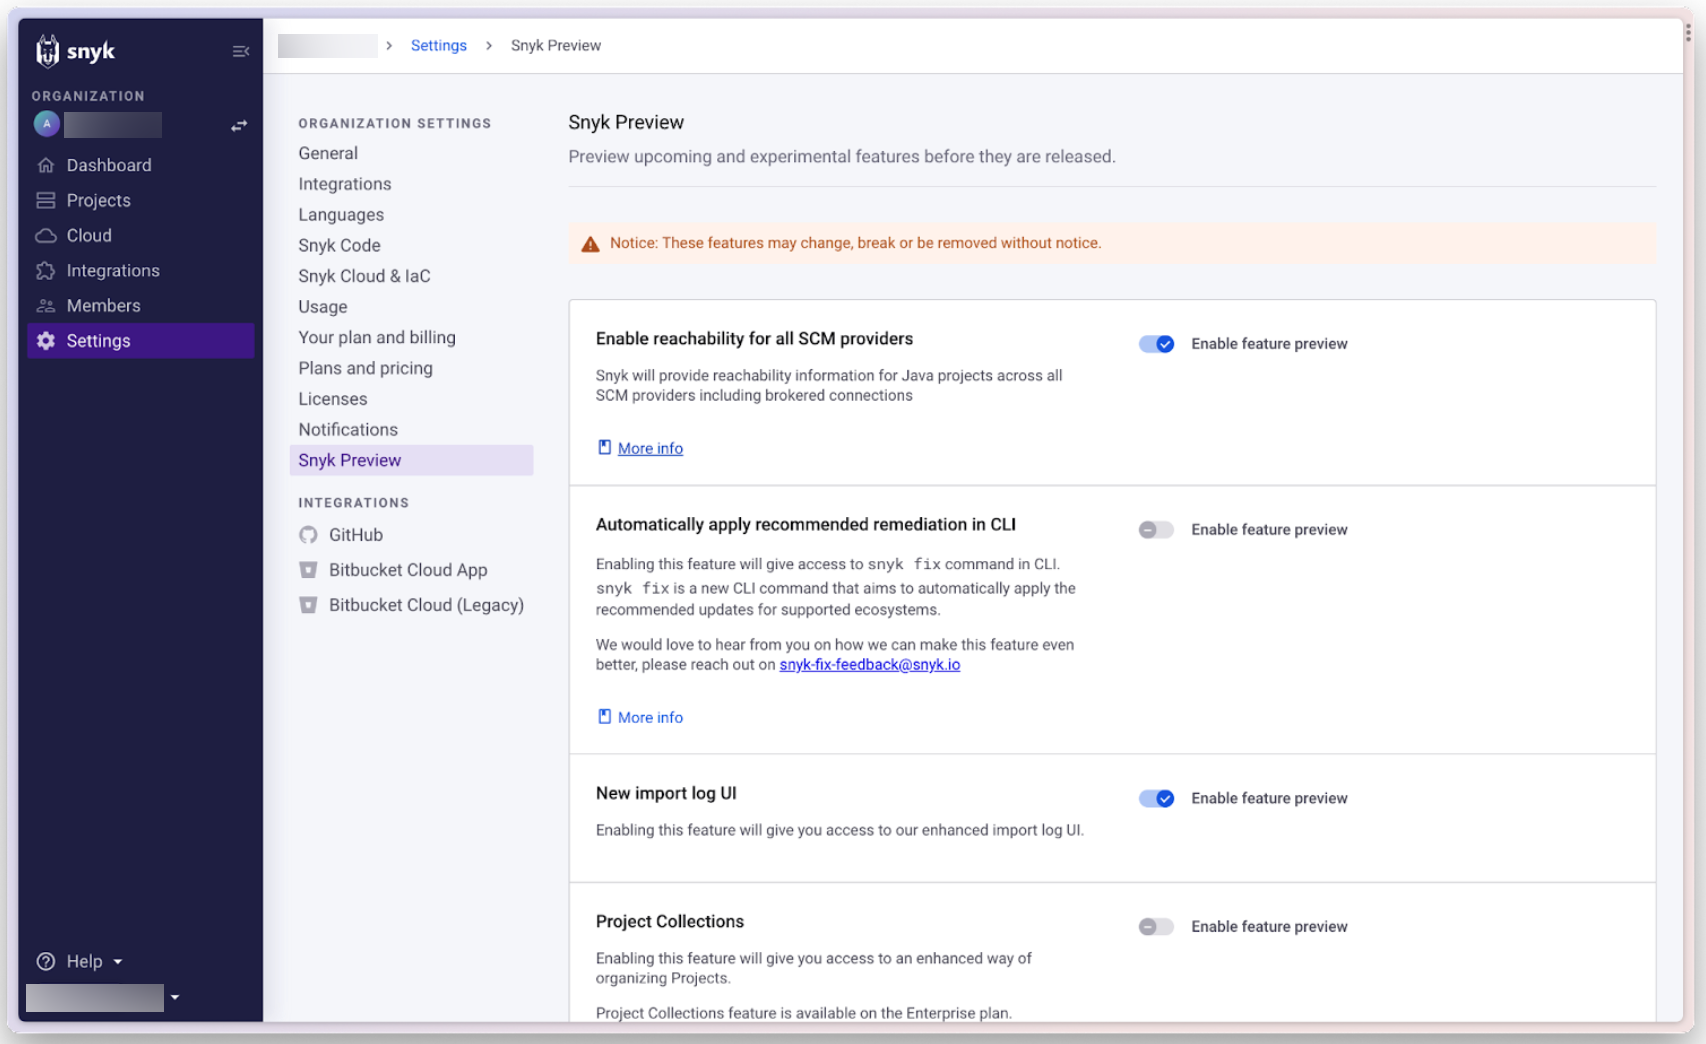 snyk
ORGANIZATION
A
Dashboard
Projects
Cloud
Integrations
Members
Settings
Help
Settings > Snyk Preview
ORGANIZATION SETTINGS
General
Integrations
Languages
Snyk Code
Snyk Cloud & IaC
Usage
Your plan and billing
Plans and pricing
Licenses
Notifications
Snyk Preview
INTEGRATIONS
GitHub
Bitbucket Cloud App
Bitbucket Cloud (Legacy)
Snyk Preview
Preview upcoming and experimental features before they are released.
Notice: These features may change, break or be removed without notice.
Enable reachability for all SCM providers
Enable feature preview
Snyk will provide reachability information for Java projects across all
SCM providers including brokered connections
More info
Automatically apply recommended remediation in CLI
Enable feature preview
Enabling this feature will give access to snyk fix command in CLI.
snyk fix is a new CLI command that aims to automatically apply the
recommended updates for supported ecosystems.
We would love to hear from you on how we can make this feature even
better, please reach out on snyk-fix-feedback@snyk.io
More info
New import log UI
Enable feature preview
Enabling this feature will give you access to our enhanced import log UI.
Project Collections
Enable feature preview
Enabling this feature will give you access to an enhanced way of
organizing Projects.
Project Collections feature is available on the Enterprise plan.